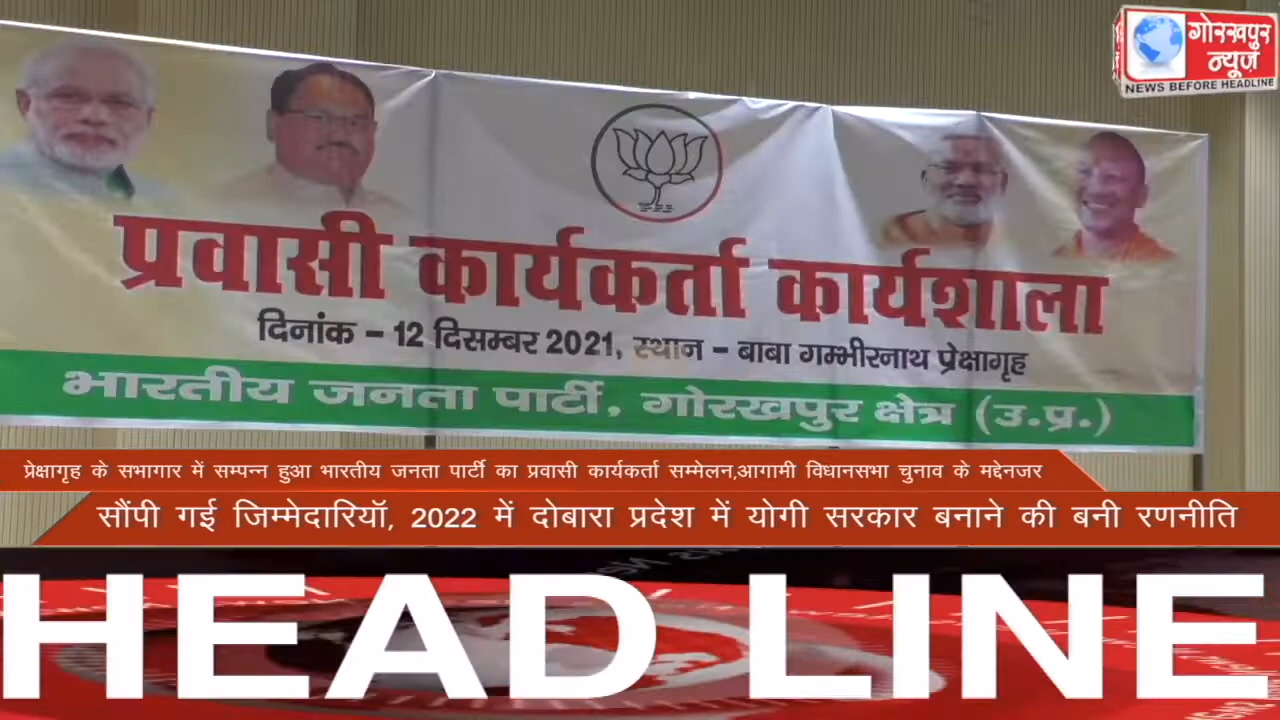 गोरखपुर
न्यूज़
NEWS BEFORE HEADLINE
प्रवासी कार्यकर्ता कार्यशाला
दिनांक – 12 दिसम्बर 2021, स्थान – बाबा गम्भीरनाथ प्रेक्षागृह
भारतीय जनता पार्टी, गोरखपुर क्षेत्र (उ.प्र.)
प्रेक्षागृह के सभागार में सम्पन्न हुआ भारतीय जनता पार्टी का प्रवासी कार्यकर्ता सम्मेलन,आगामी विधानसभा चुनाव के मद्देनजर
सौंपी गई जिम्मेदारियॉ, 2022 में दोबारा प्रदेश में योगी सरकार बनाने की बनी रणनीति
HEAD LINE